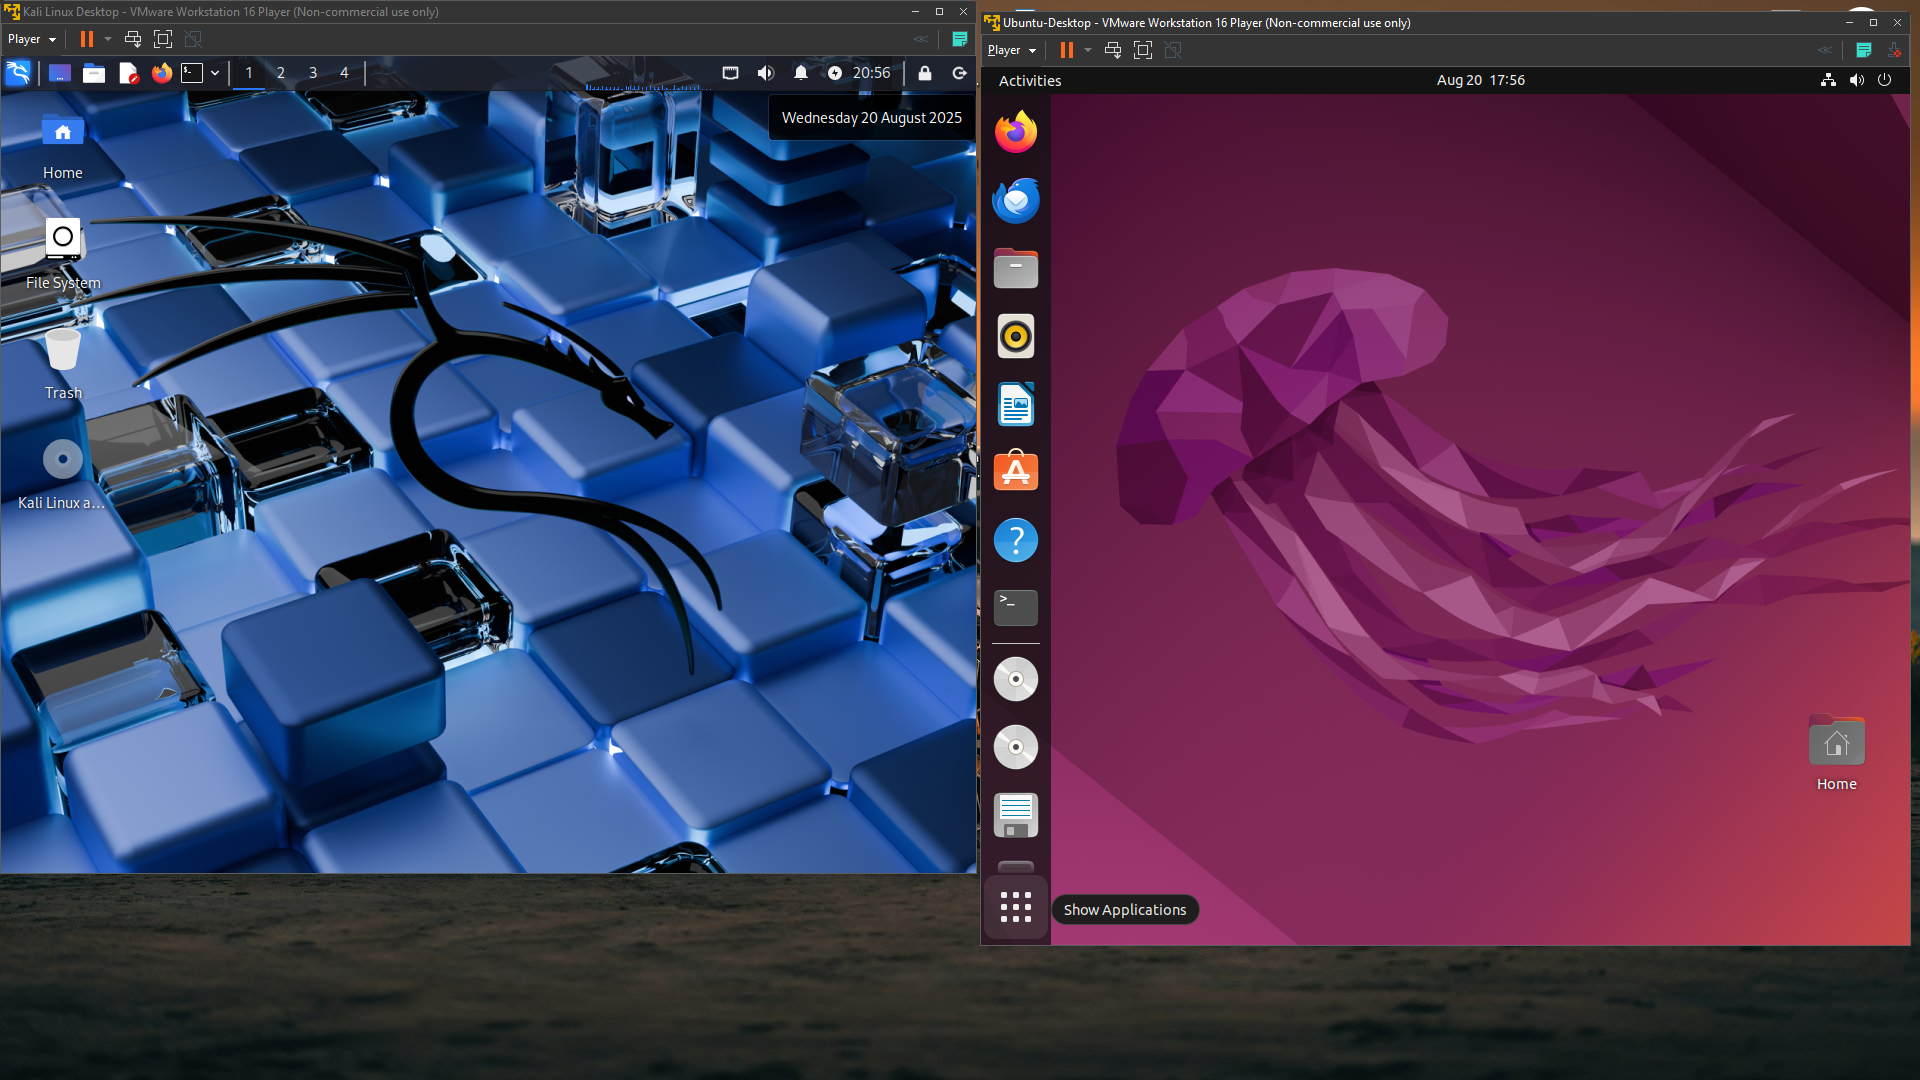 Kali Linux Desktop - VMware Workstation 16 Player (Non-commercial use only)
Player
1 2 3 4
20:56
Wednesday 20 August 2025
Home
File System
Trash
Kali Linux a...
Ubuntu-Desktop - VMware Workstation 16 Player (Non-commercial use only)
Player
Activities
Aug 20 17:56
Home
Show Applications